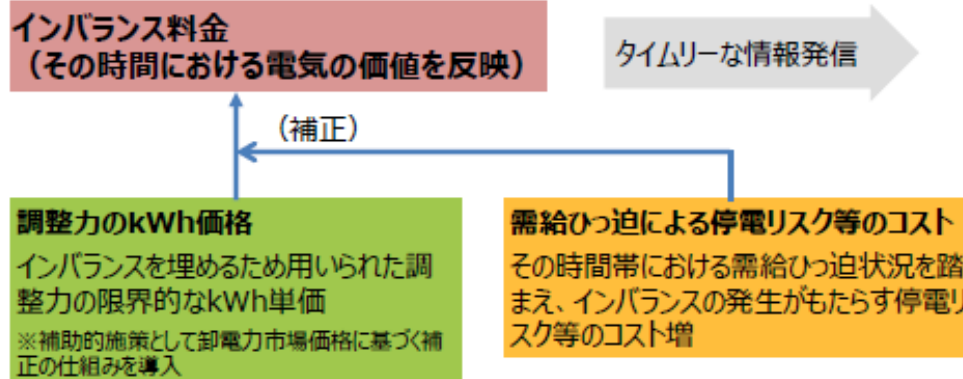 インバランス料金
（その時間における電気の価値を反映）
タイムリーな情報発信
（補正）
調整力のkWh価格
インバランスを埋めるため用いられた調
整力の限界的なkWh単価
※補助的施策として卸電力市場価格に基づく補
正の仕組みを導入
需給ひっ迫による停電リスク等のコスト
その時間帯における需給ひっ迫状況を踏
まえ、インバランスの発生がもたらす停電リ
スク等のコスト増